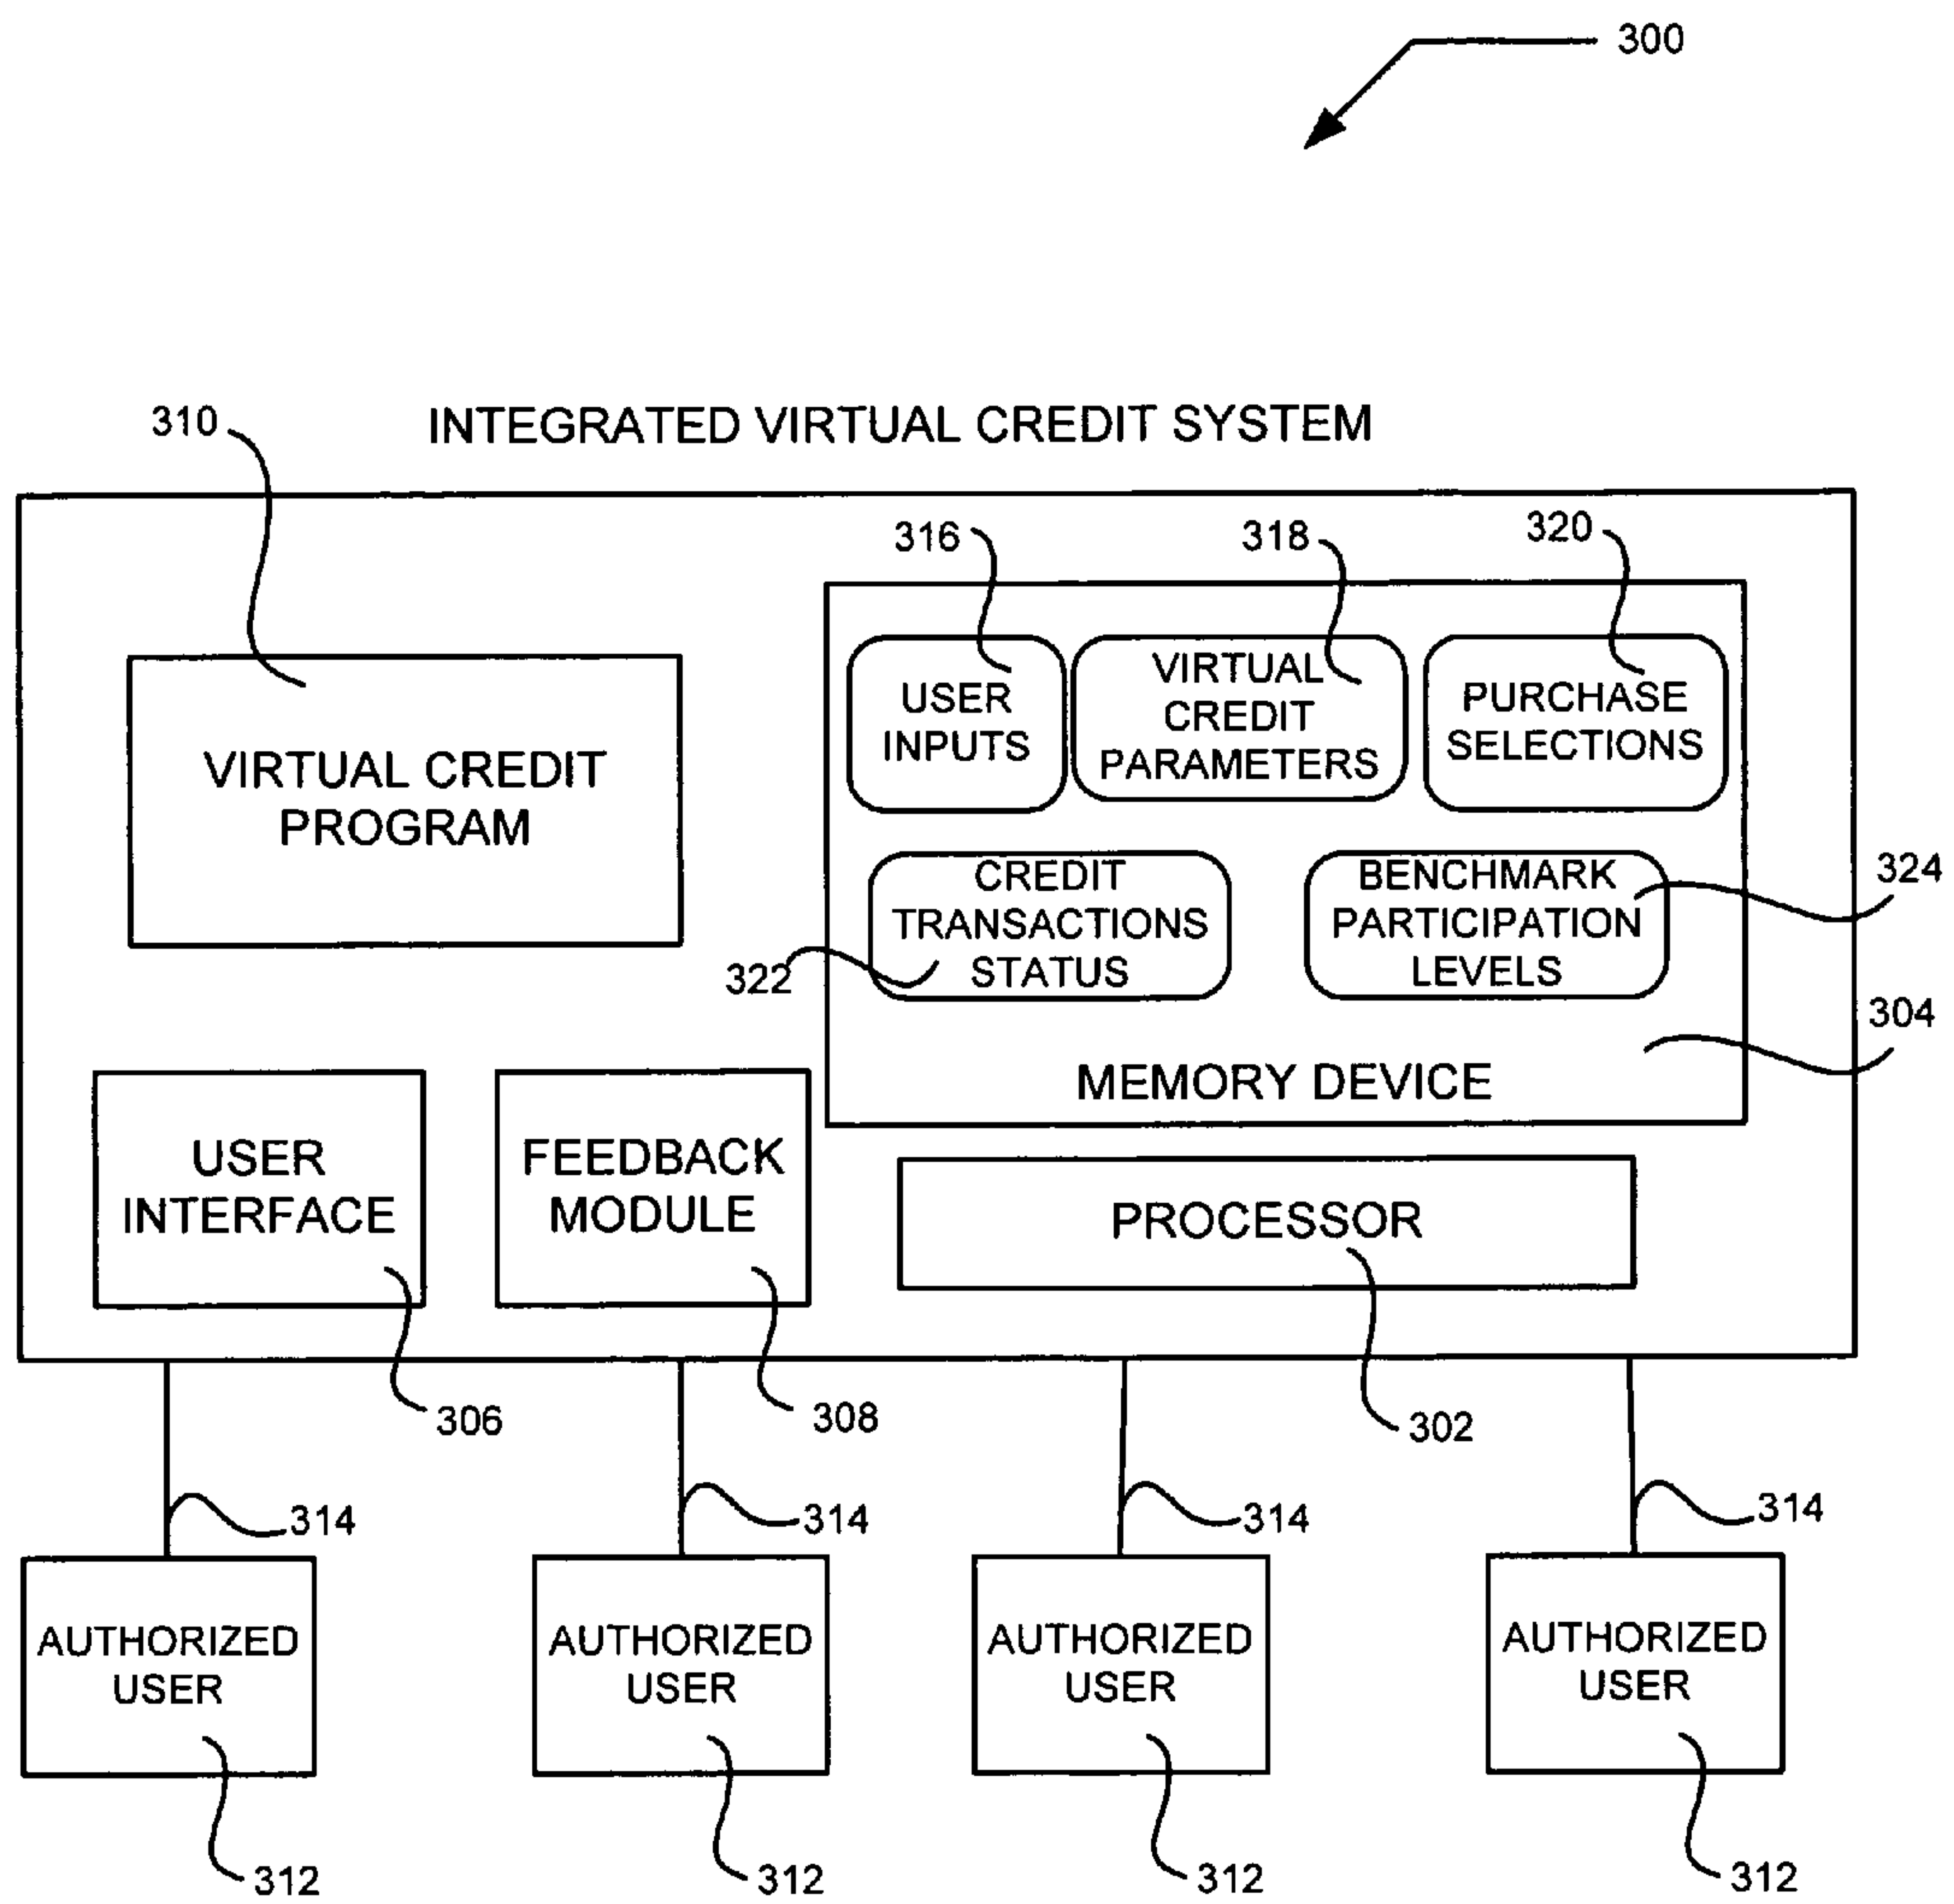 300
310
INTEGRATED VIRTUAL CREDIT SYSTEM
316
318
320
VIRTUAL CREDIT
PROGRAM
USER
INPUTS
VIRTUAL
CREDIT
PARAMETERS
PURCHASE
SELECTIONS
CREDIT
TRANSACTIONS
STATUS
322
BENCHMARK
PARTICIPATION
LEVELS
324
304
MEMORY DEVICE
USER
INTERFACE
FEEDBACK
MODULE
PROCESSOR
306
308
302
314
314
314
314
AUTHORIZED
USER
AUTHORIZED
USER
AUTHORIZED
USER
AUTHORIZED
USER
312
312
312
312